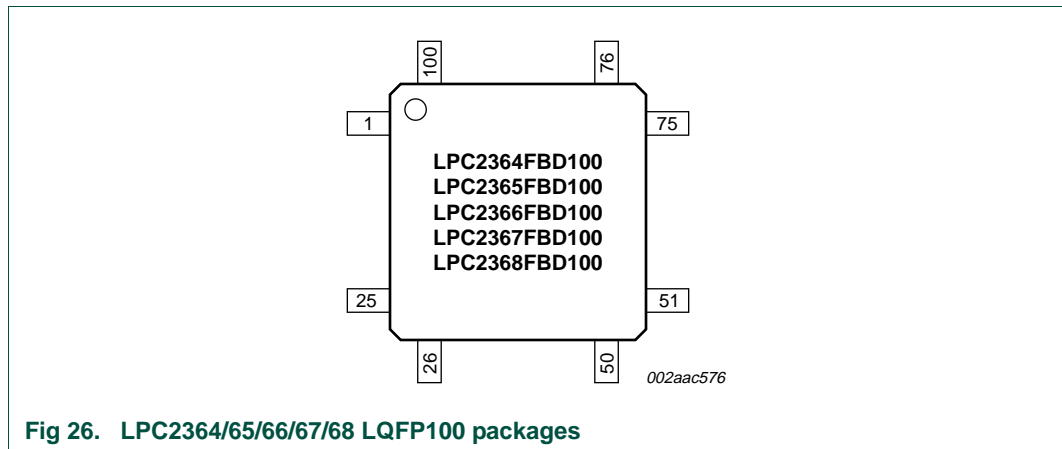 100
76
1
75
LPC2364FBD100
LPC2365FBD100
LPC2366FBD100
LPC2367FBD100
LPC2368FBD100
25
51
26
50
002aac576
Fig 26. LPC2364/65/66/67/68 LQFP100 packages